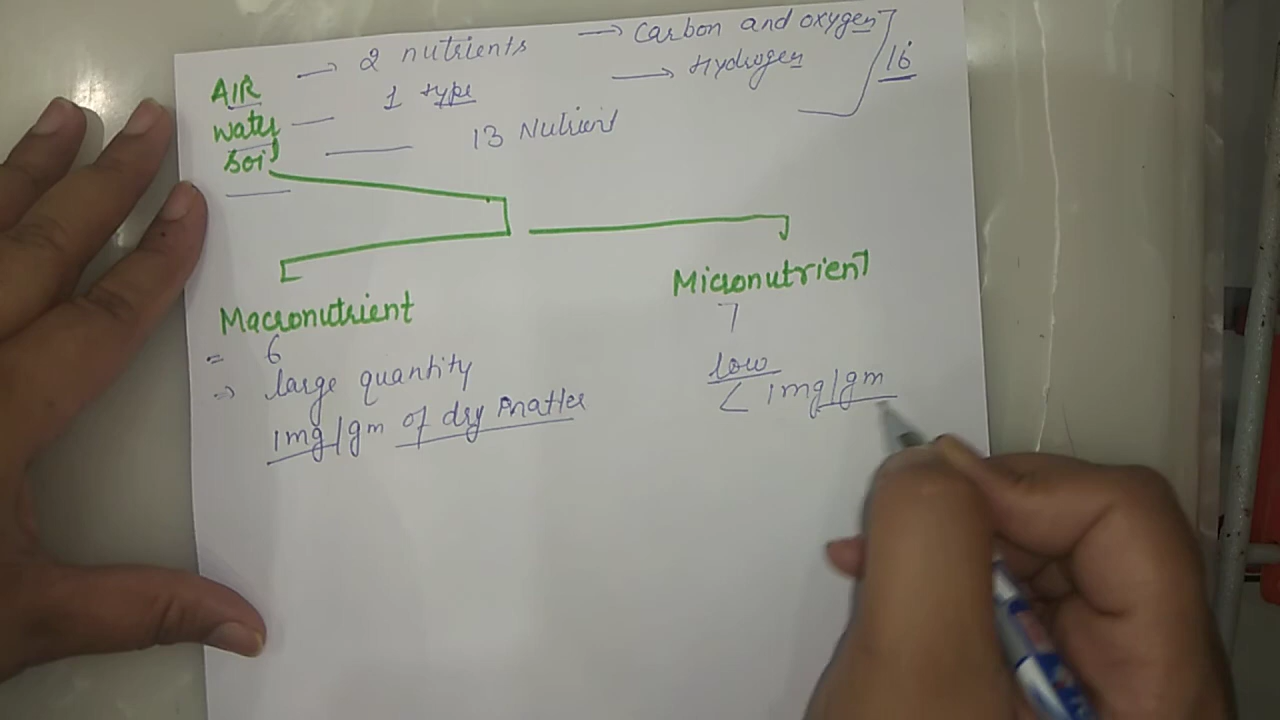 AIR → 2 nutrients → Carbon and oxygen
Water — 1 type → Hydrogen 16
Soil — 13 Nutrient
Macronutrient
= 6
⇒ large quantity
1mg/gm of dry matter
Micronutrient
7
low
< 1mg/gm